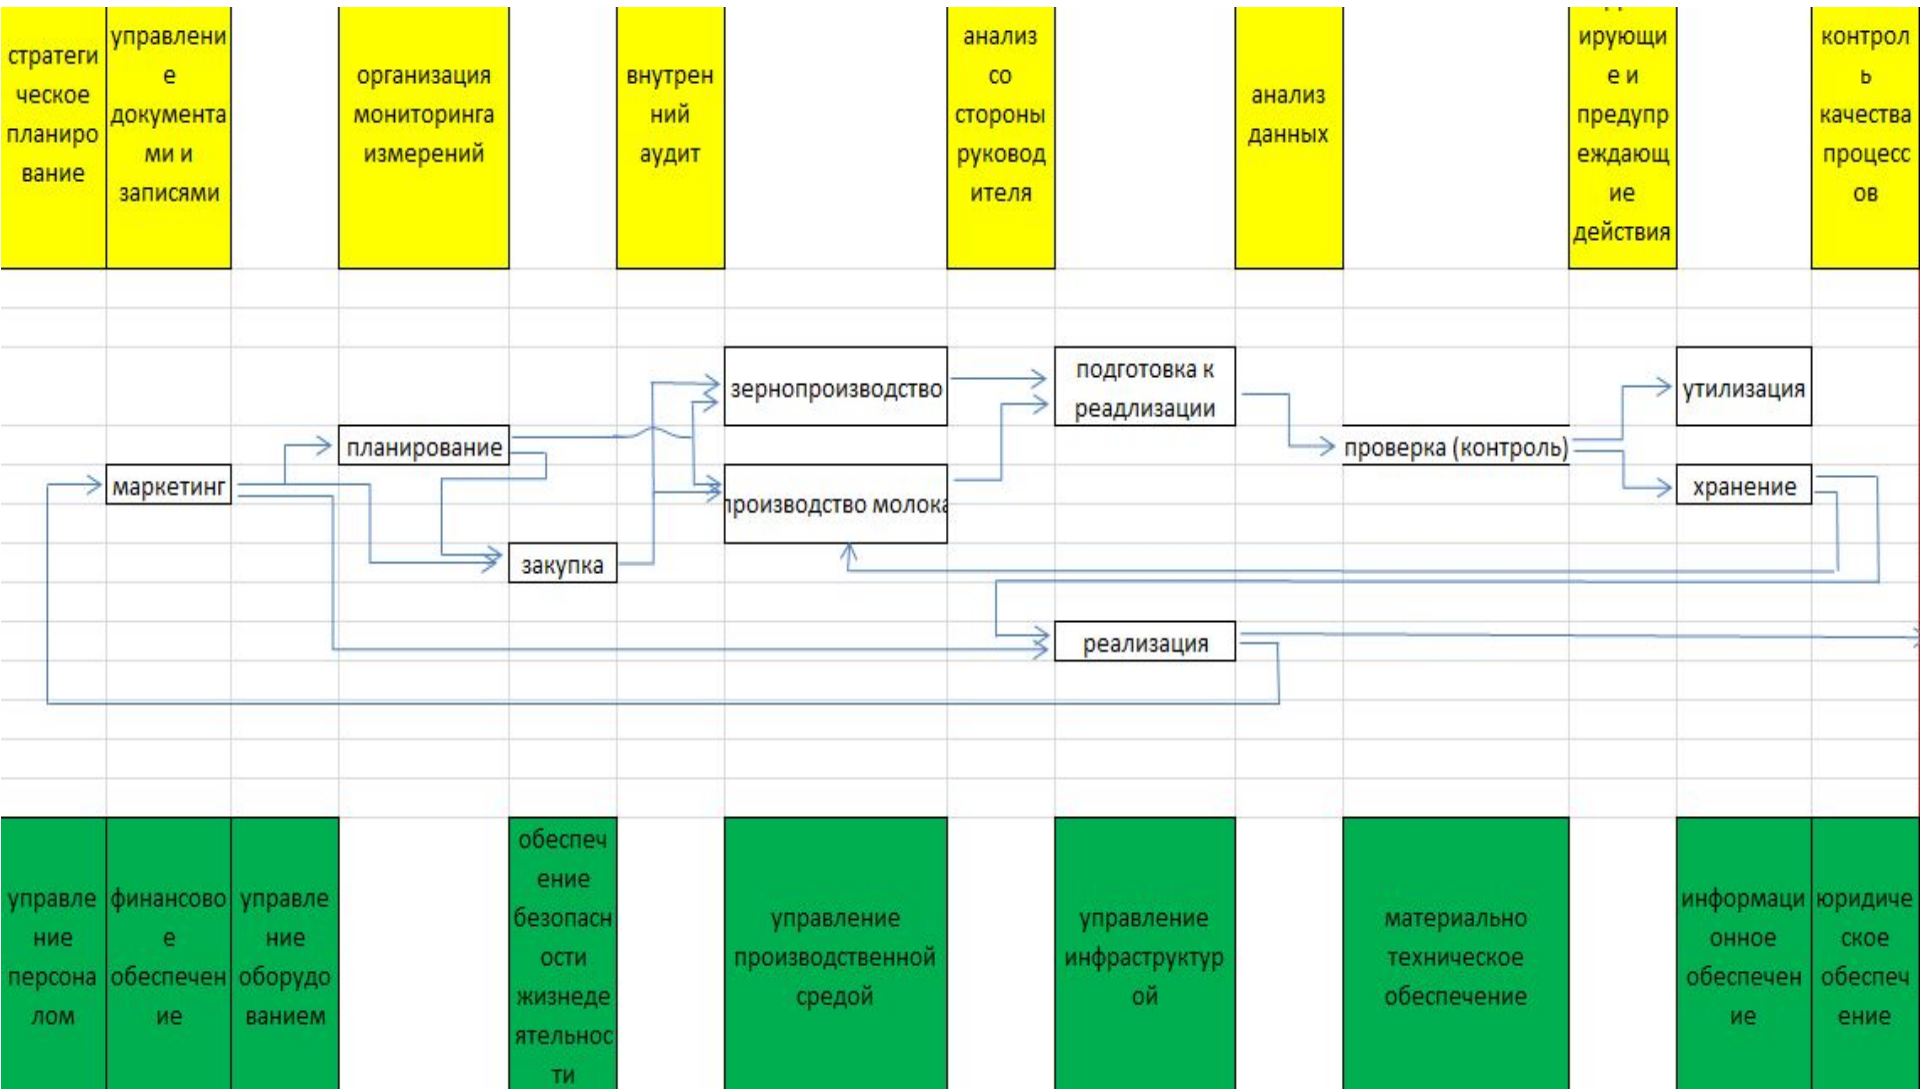 стратеги
ческое
планиро
вание
управлени
е
документа
ми и
записями
организация
мониторинга
измерений
внутрен
ний
аудит
анализ
со
стороны
руковод
ителя
анализ
данных
ирующи
е и
предупр
еждающ
ие
действия
контрол
ь
качества
процесс
ов
зернопроизводство
подготовка к
реадлизации
утилизация
планирование
проверка (контроль)
маркетинг
производство молока
хранение
закупка
реализация
управле
ние
персона
лом
финансово
е
обеспечен
ие
управле
ние
оборудо
ванием
обеспеч
ение
безопасн
ости
жизнеде
ятельнос
ти
управление
производственной
средой
управление
инфраструктур
ой
материально
техническое
обеспечение
информаци
онное
обеспечен
ие
юридиче
ское
обеспеч
ение